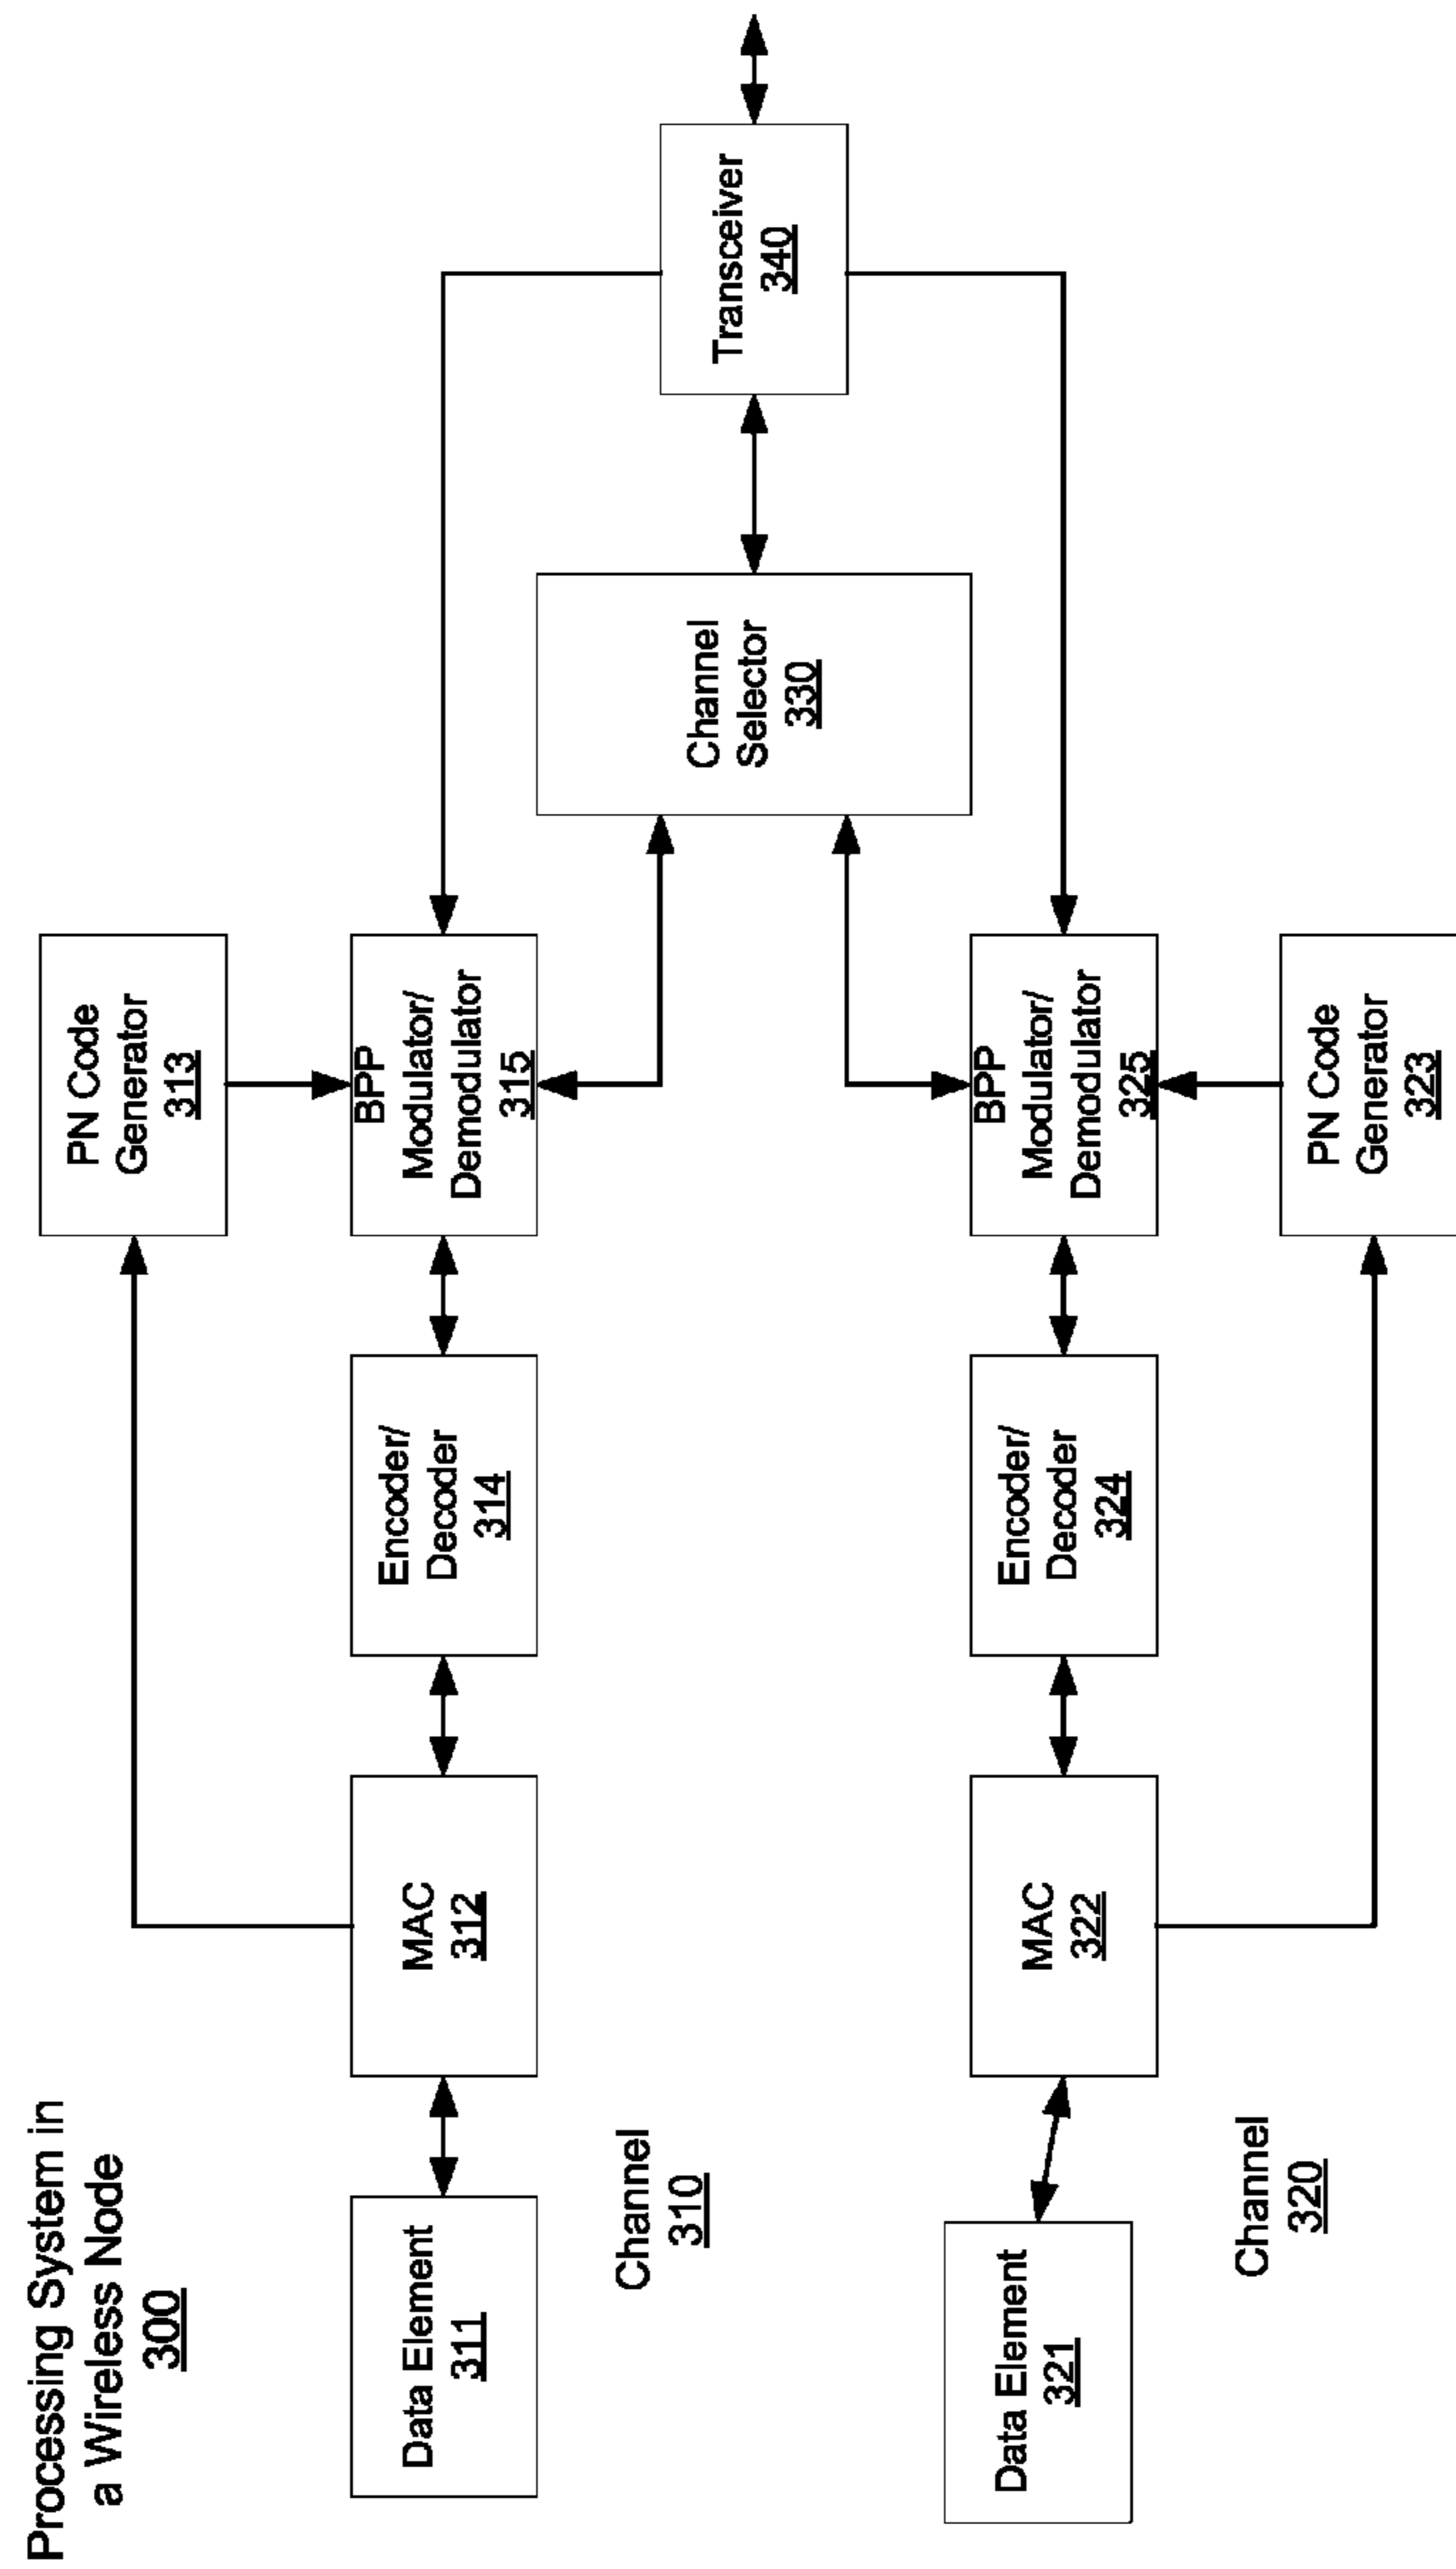 Processing System in
a Wireless Node
300
PN Code
Generator
313
Data Element
311
MAC
312
Encoder/
Decoder
314
BPP
Modulator/
Demodulator
315
Channel
310
Channel
Selector
330
Transceiver
340
Data Element
321
MAC
322
Encoder/
Decoder
324
BPP
Modulator/
Demodulator
325
Channel
320
PN Code
Generator
323